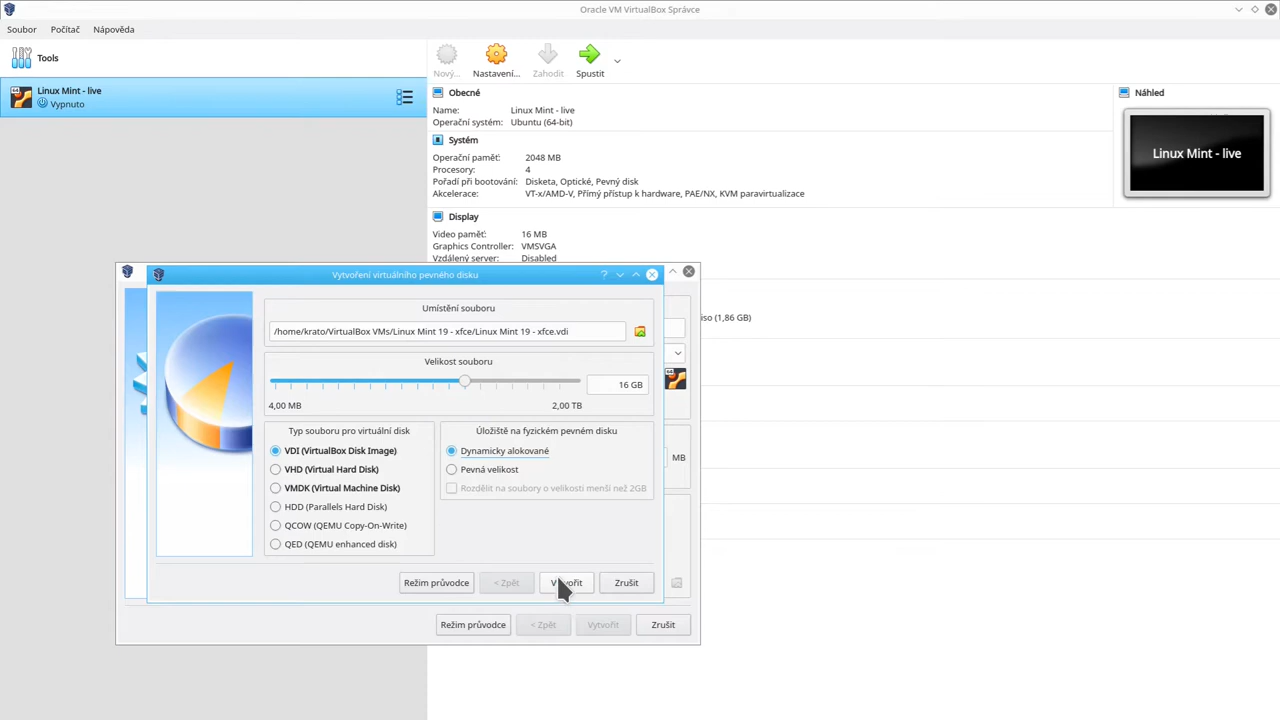 Oracle VM VirtualBox Správce
Soubor Počítač Nápověda
Tools
Linux Mint - live
Vypnuto
Nový... Nastavení... Zahodit Spustit
Obecné
Name: Linux Mint - live
Operační systém: Ubuntu (64-bit)
Systém
Operační paměť: 2048 MB
Procesory: 4
Pořadí při bootování: Disketa, Optické, Pevný disk
Akcelerace: VT-x/AMD-V, Přímý přístup k hardware, PAE/NX, KVM paravirtualizace
Display
Video paměť: 16 MB
Graphics Controller: VMSVGA
Vzdálený server: Disabled
Náhled
Linux Mint - live
iso (1,86 GB)
Vytvoření virtuálního pevného disku
Umístění souboru
/home/krato/VirtualBox VMs/Linux Mint 19 - xfce/Linux Mint 19 - xfce.vdi
Velikost souboru
16 GB
4,00 MB 2,00 TB
Typ souboru pro virtuální disk
VDI (VirtualBox Disk Image)
VHD (Virtual Hard Disk)
VMDK (Virtual Machine Disk)
HDD (Parallels Hard Disk)
QCOW (QEMU Copy-On-Write)
QED (QEMU enhanced disk)
Úložiště na fyzickém pevném disku
Dynamicky alokované
Pevná velikost
Rozdělit na soubory o velikosti menší než 2GB
MB
Režim průvodce < Zpět Vytvořit Zrušit
Režim průvodce < Zpět Vytvořit Zrušit